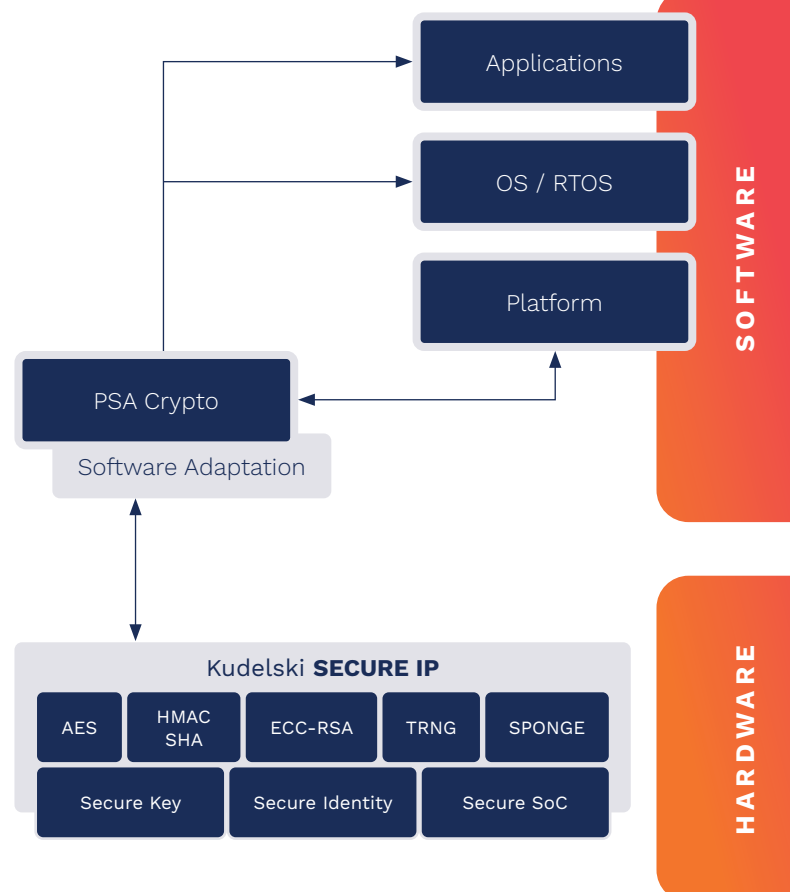 Applications
OS / RTOS
Platform
SOFTWARE
PSA Crypto
Software Adaptation
Kudelski SECURE IP
AES
HMAC
SHA
ECC-RSA
TRNG
SPONGE
Secure Key
Secure Identity
Secure SoC
HARDWARE